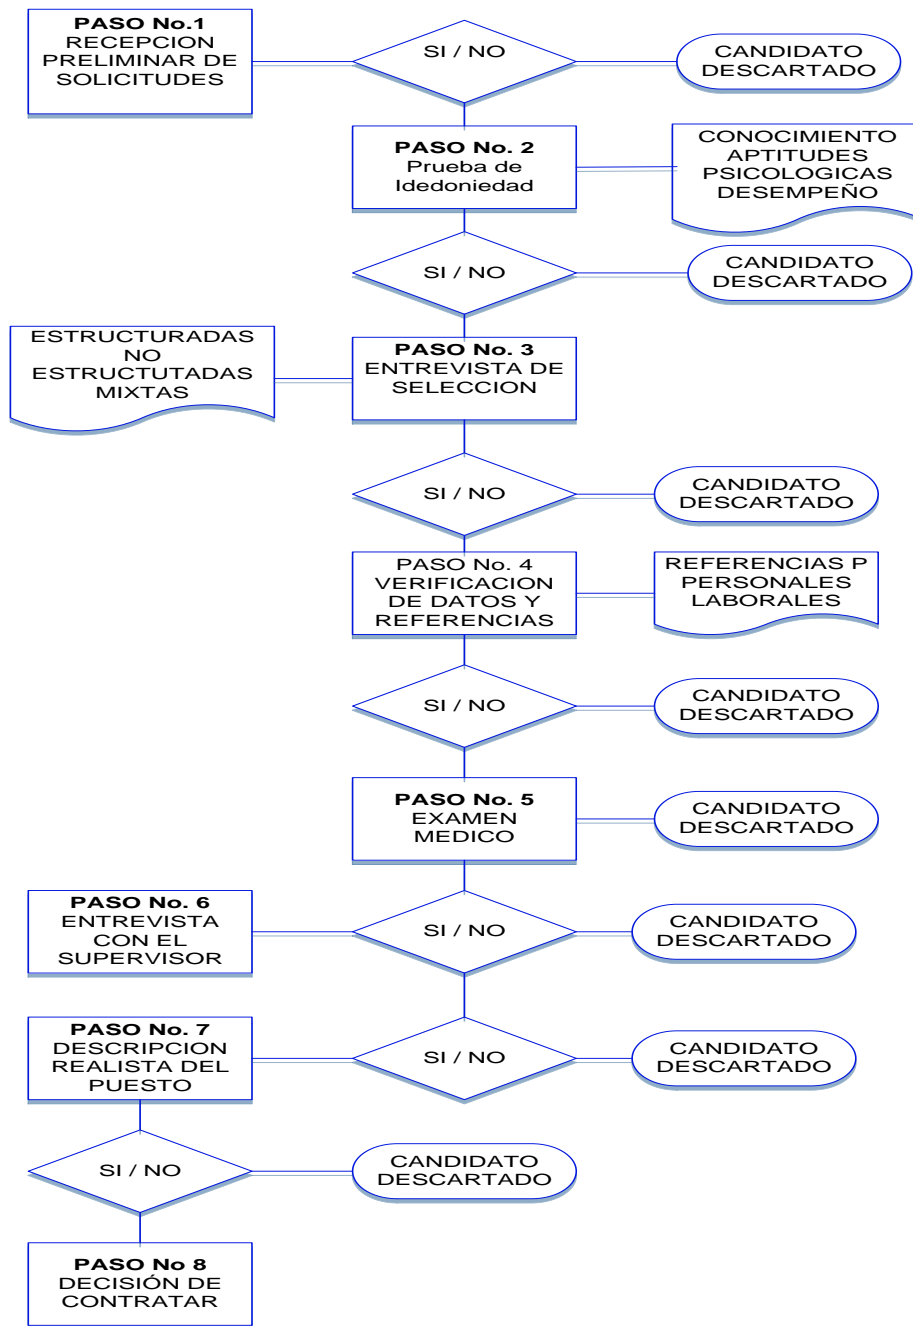 PASO No.1
RECEPCION
PRELIMINAR DE
SOLICITUDES
SI / NO
CANDIDATO
DESCARTADO
PASO No. 2
Prueba de
Idedoniedad
CONOCIMIENTO
APTITUDES
PSICOLOGICAS
DESEMPEÑO
SI / NO
CANDIDATO
DESCARTADO
ESTRUCTURADAS
NO
ESTRUCTUTADAS
MIXTAS
PASO No. 3
ENTREVISTA DE
SELECCION
SI / NO
CANDIDATO
DESCARTADO
PASO No. 4
VERIFICACION
DE DATOS Y
REFERENCIAS
REFERENCIAS P
PERSONALES
LABORALES
SI / NO
CANDIDATO
DESCARTADO
PASO No. 5
EXAMEN
MEDICO
CANDIDATO
DESCARTADO
PASO No. 6
ENTREVISTA
CON EL
SUPERVISOR
SI / NO
CANDIDATO
DESCARTADO
PASO No. 7
DESCRIPCION
REALISTA DEL
PUESTO
SI / NO
CANDIDATO
DESCARTADO
SI / NO
CANDIDATO
DESCARTADO
PASO No 8
DECISIÓN DE
CONTRATAR